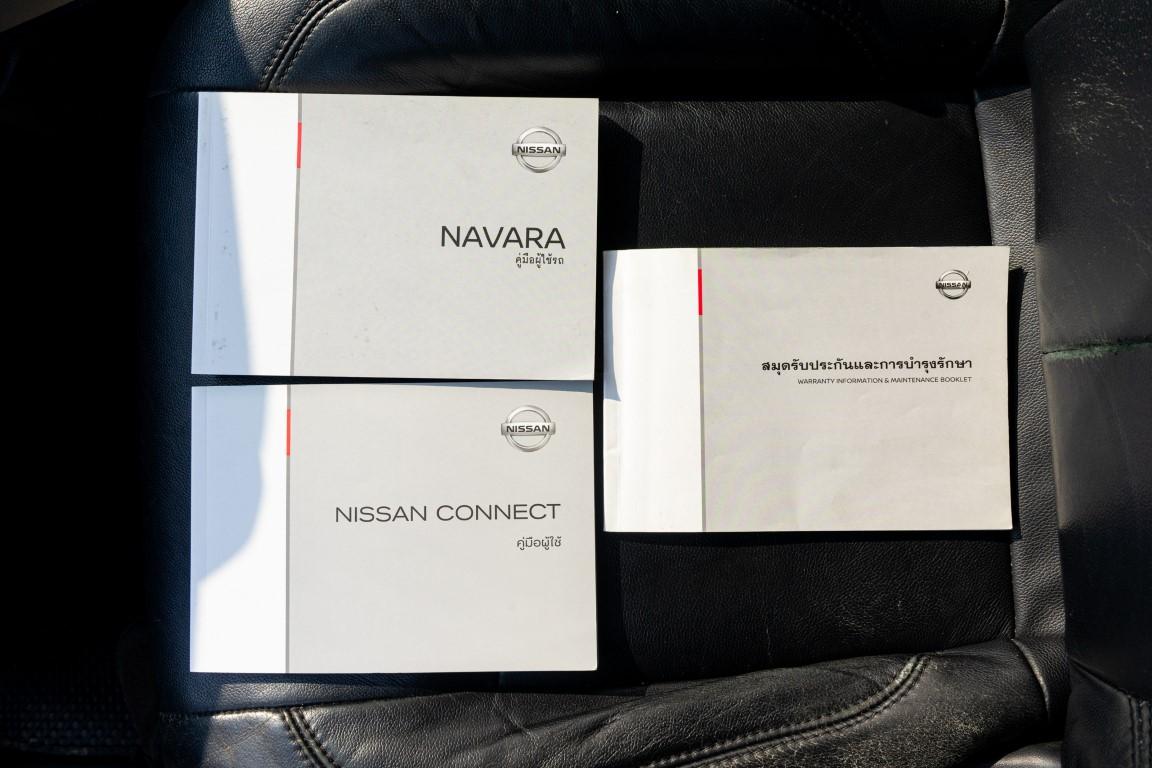 NISSAN
NAVARA
คู่มือผู้ใช้รถ
NISSAN
NISSAN CONNECT
คู่มือผู้ใช้
NISSAN
สมุดรับประกันและการบำรุงรักษา
WARRANTY INFORMATION & MAINTENANCE BOOKLET